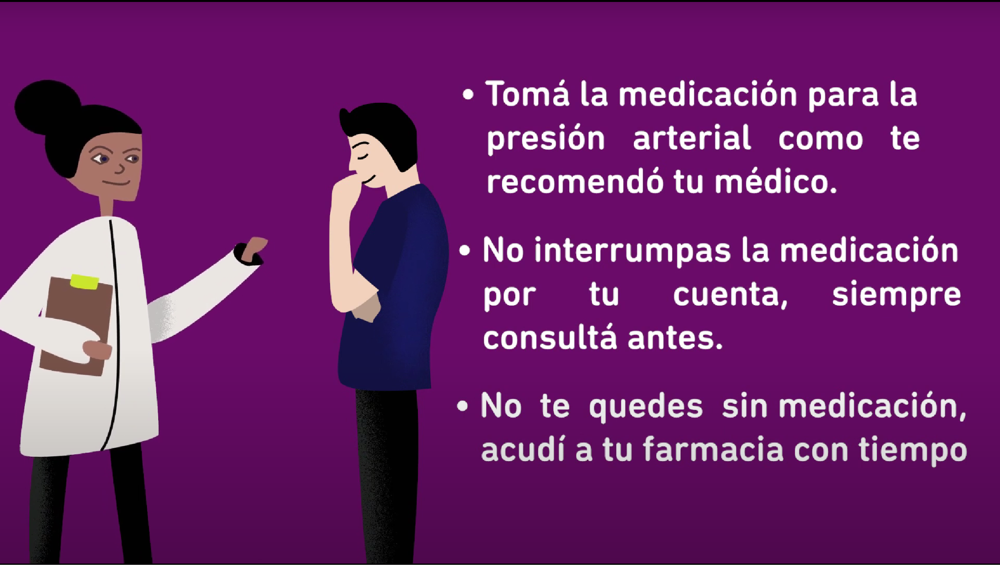 • Tomá la medicación para la
presión arterial como te
recomendó tu médico.
• No interrumpas la medicación
por tu cuenta, siempre
consultá antes.
• No te quedes sin medicación,
acudí a tu farmacia con tiempo